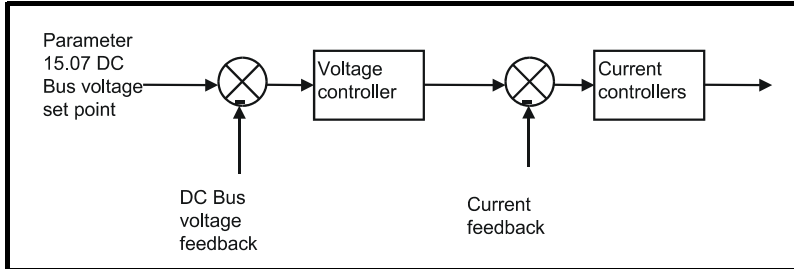 Parameter
15.07 DC
Bus voltage
set point
Voltage
controller
Current
controllers
DC Bus
voltage
feedback
Current
feedback